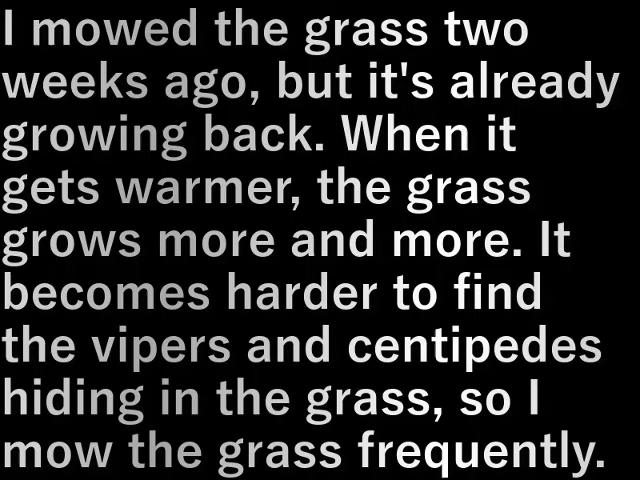 I mowed the grass two
weeks ago, but it's already
growing back. When it
gets warmer, the grass
grows more and more. It
becomes harder to find
the vipers and centipedes
hiding in the grass, so I
mow the grass frequently.